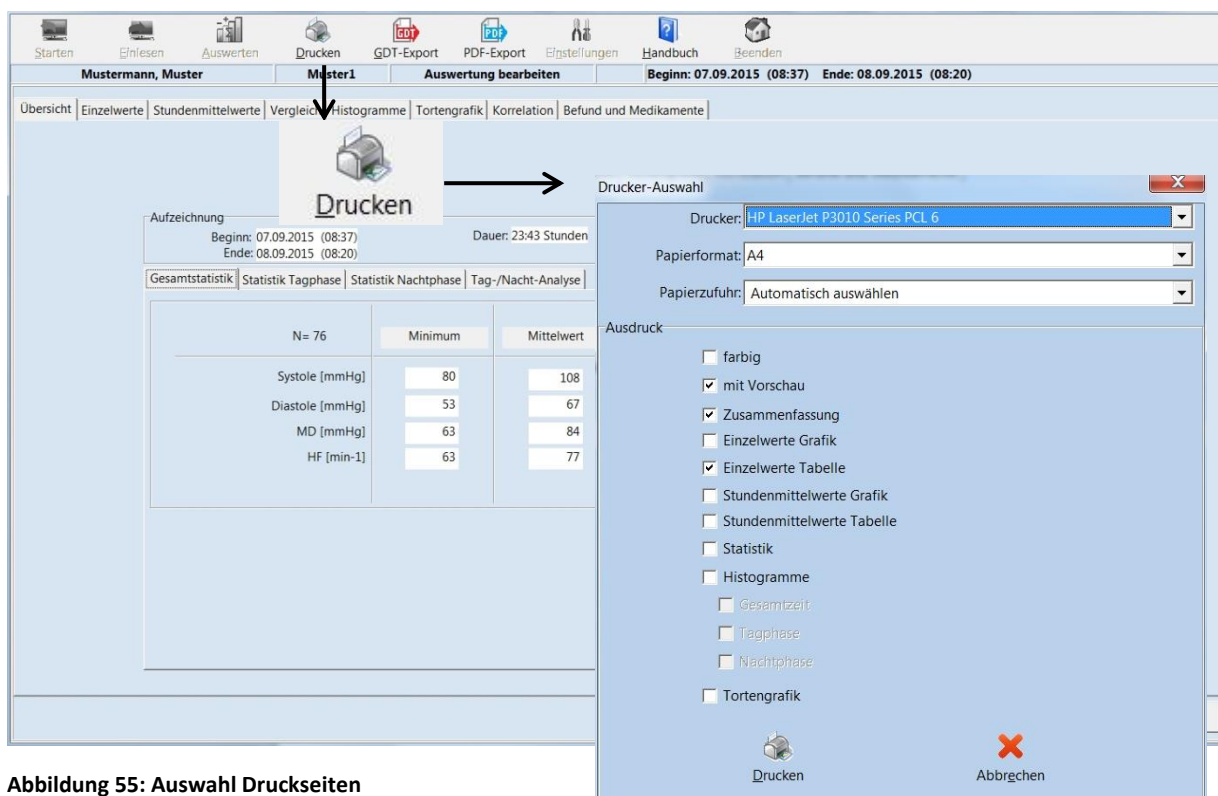 Starten Einlesen Auswerten Drucken GDT-Export PDF-Export Einstellungen Handbuch Beenden
Mustermann, Muster Muster1 Auswertung bearbeiten Beginn: 07.09.2015 (08:37) Ende: 08.09.2015 (08:20)
Übersicht Einzelwerte Stundenmittelwerte Vergleich Histogramme Tortengrafik Korrelation Befund und Medikamente
Drucken
Aufzeichnung
Beginn: 07.09.2015 (08:37) Dauer: 23:43 Stunden
Ende: 08.09.2015 (08:20)
Gesamtstatistik Statistik Tagphase Statistik Nachtphase Tag-/Nacht-Analyse
N= 76 Minimum Mittelwert
Systole [mmHg] 80 108
Diastole [mmHg] 53 67
MD [mmHg] 63 84
HF [min-1] 63 77
Drucker-Auswahl
Drucker: HP LaserJet P3010 Series PCL 6
Papierformat: A4
Papierzufuhr: Automatisch auswählen
Ausdruck
farbig
mit Vorschau
Zusammenfassung
Einzelwerte Grafik
Einzelwerte Tabelle
Stundenmittelwerte Grafik
Stundenmittelwerte Tabelle
Statistik
Histogramme
Gesamtzeit
Tagphase
Nachtphase
Tortengrafik
Drucken Abbrechen
Abbildung 55: Auswahl Druckseiten